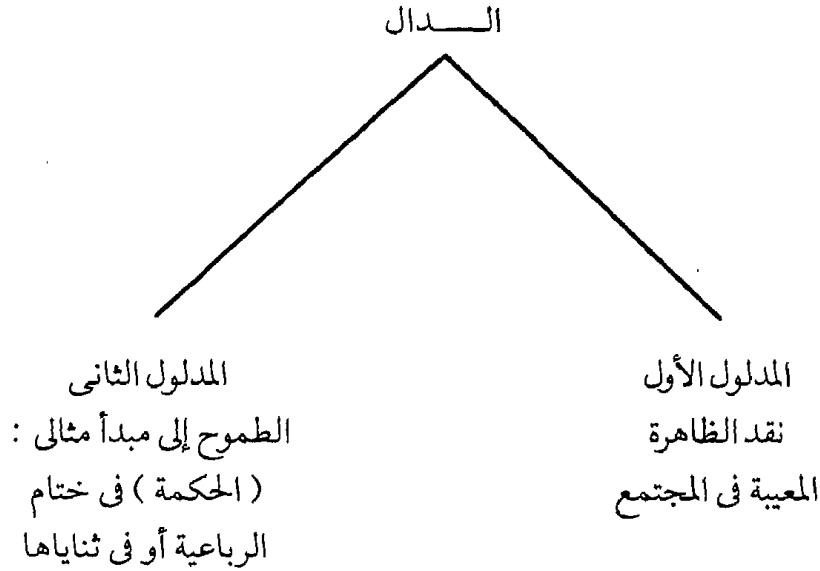 الـــــدال
المدلول الأول
نقد الظاهرة
المعيبة فى المجتمع
المدلول الثانى
الطموح إلى مبدأ مثالى :
( الحكمة ) فى ختام
الرباعية أو فى ثناياها